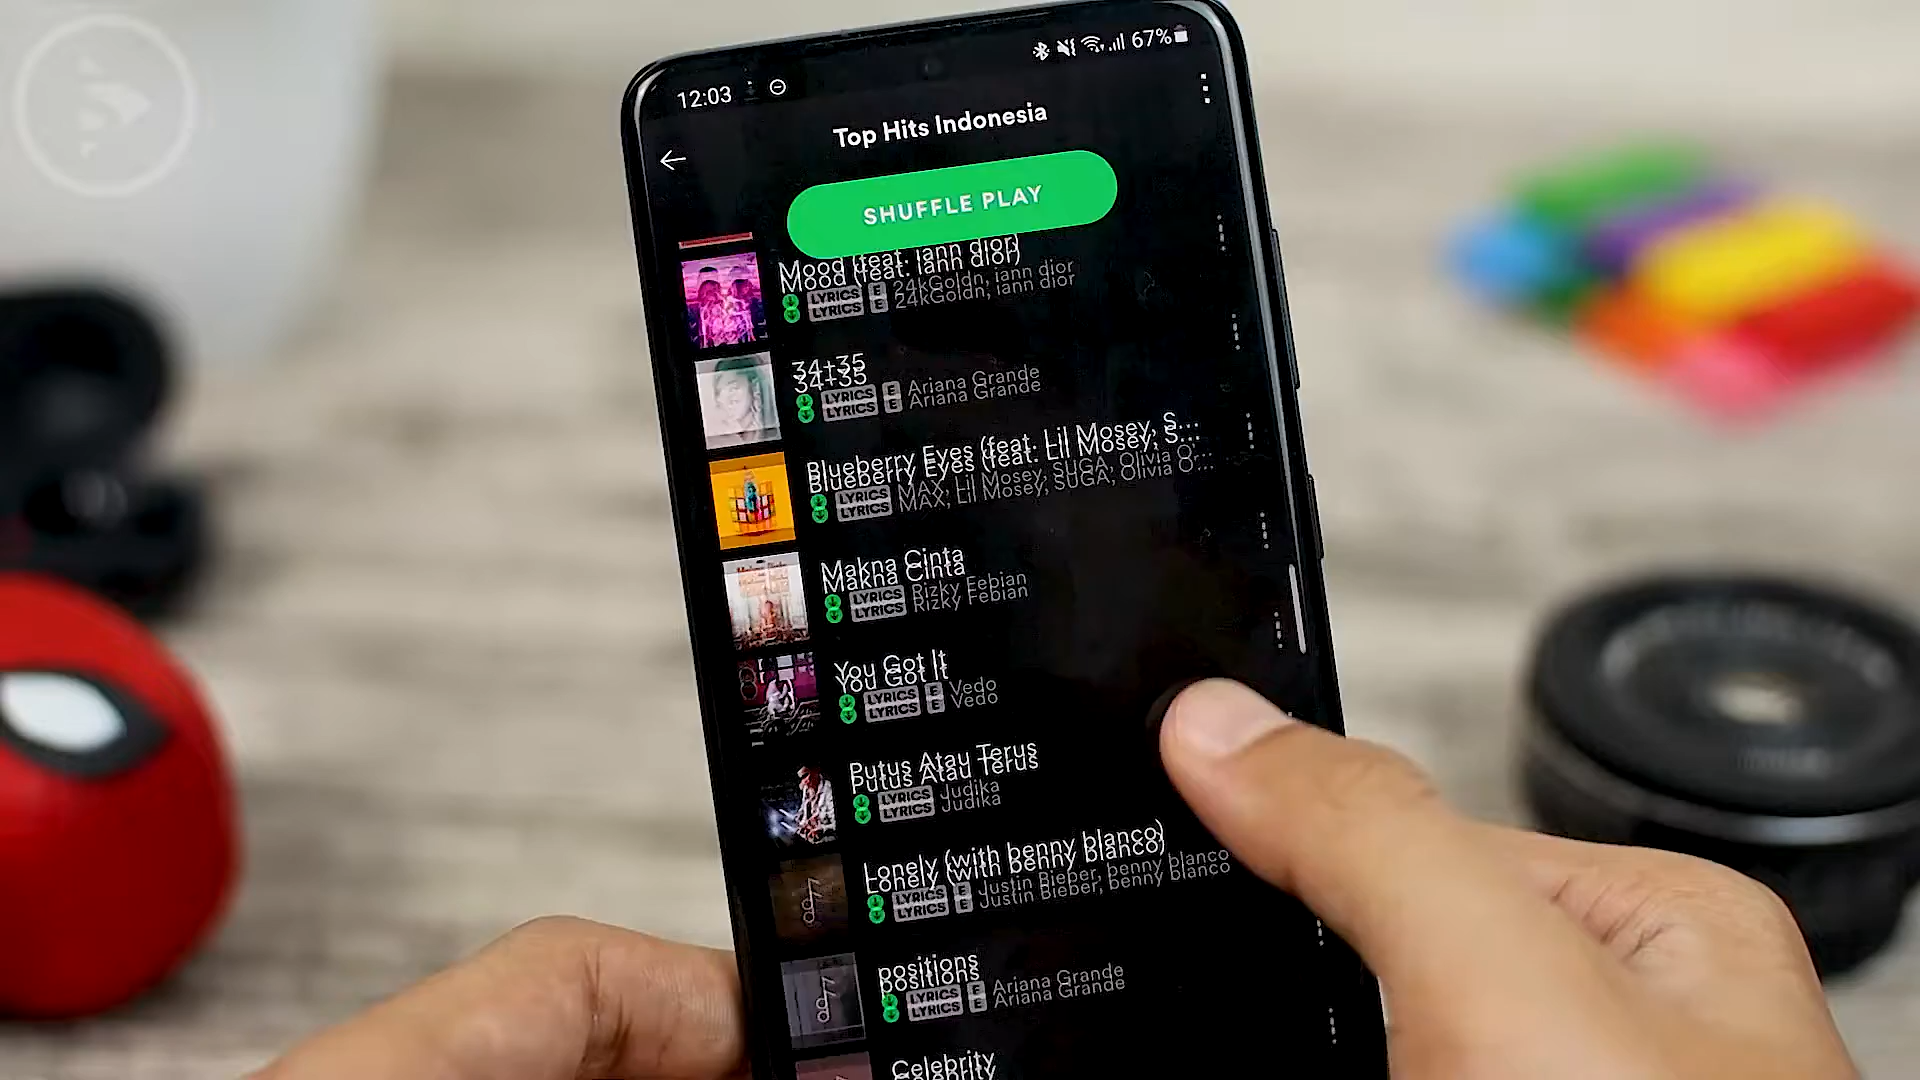 12:03
67%
Top Hits Indonesia
SHUFFLE PLAY
Mood (feat. iann dior)
LYRICS E 24kGoldn, iann dior
34+35
LYRICS E Ariana Grande
Blueberry Eyes (feat. Lil Mosey, S...
LYRICS MAX, Lil Mosey, SUGA, Olivia O'...
Makna Cinta
LYRICS Rizky Febian
You Got It
LYRICS E Vedo
Putus Atau Terus
LYRICS Judika
Lonely (with benny blanco)
LYRICS E Justin Bieber, benny blanco
positions
LYRICS E Ariana Grande
Celebrity